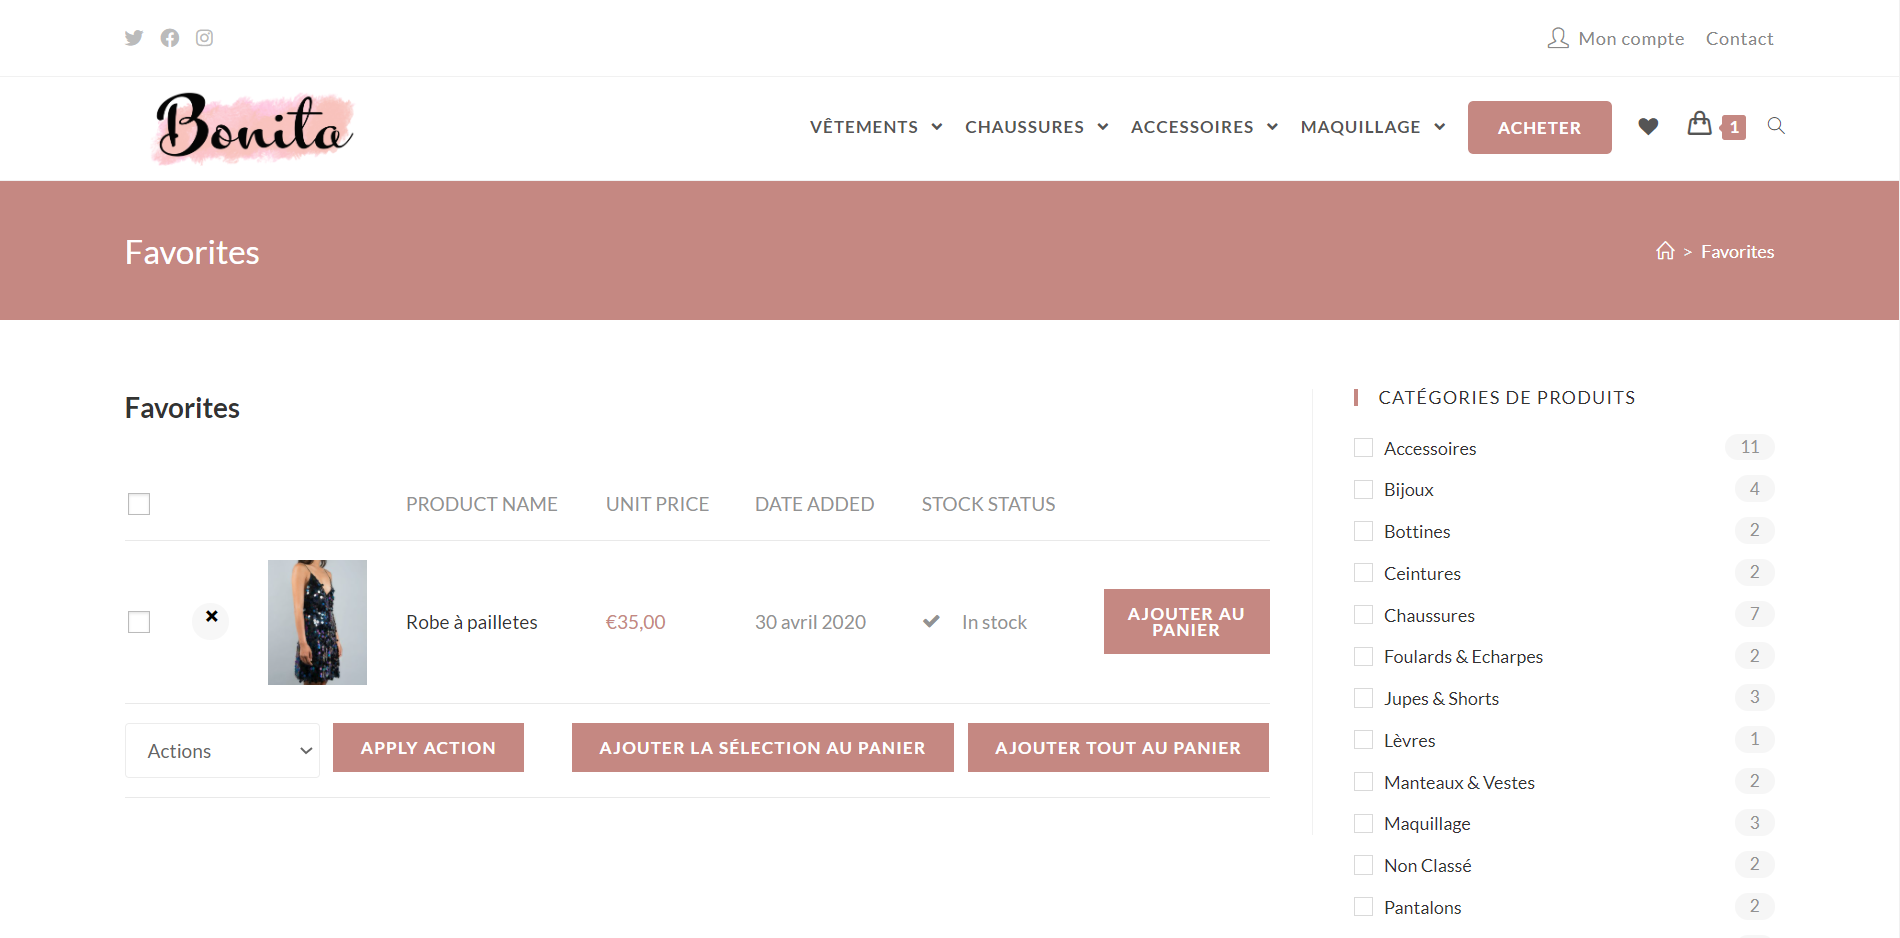 Mon compte Contact
Bonita
VÊTEMENTS CHAUSSURES ACCESSOIRES MAQUILLAGE ACHETER 1
Favorites
> Favorites
Favorites
PRODUCT NAME UNIT PRICE DATE ADDED STOCK STATUS
Robe à pailletes €35,00 30 avril 2020 In stock
AJOUTER AU
PANIER
Actions APPLY ACTION AJOUTER LA SÉLECTION AU PANIER AJOUTER TOUT AU PANIER
CATÉGORIES DE PRODUITS
Accessoires 11
Bijoux 4
Bottines 2
Ceintures 2
Chaussures 7
Foulards & Echarpes 2
Jupes & Shorts 3
Lèvres 1
Manteaux & Vestes 2
Maquillage 3
Non Classé 2
Pantalons 2